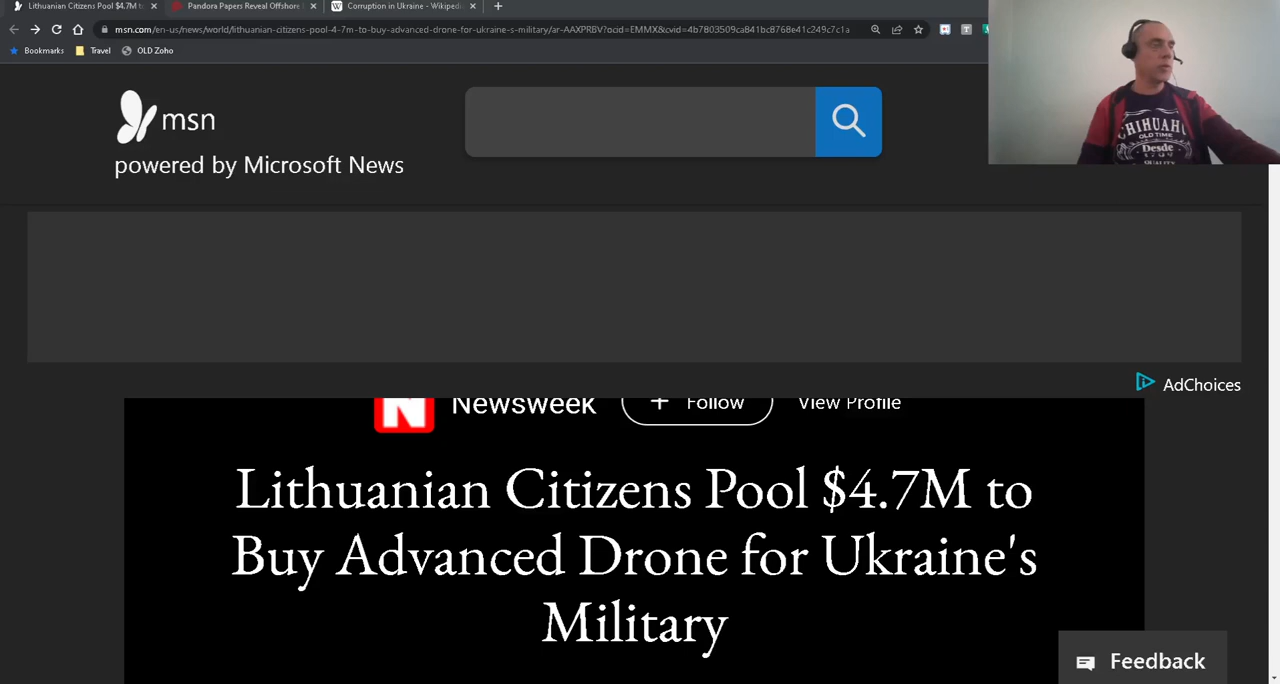 Lithuanian Citizens Pool $4.7M to
Pandora Papers Reveal Offshore
Corruption in Ukraine - Wikipedi
msn.com/en-us/news/world/lithuanian-citizens-pool-4-7m-to-buy-advanced-drone-for-ukraine-s-military/ar-AAXPRBV?ocid=EMMX&cvid=4b7803509ca841bc8768e41c249c7c1a
Bookmarks Travel OLD Zoho
msn
powered by Microsoft News
CHIHUAHU
OLD TIME
Desde
QUALITY
AdChoices
N Newsweek + Follow View Profile
Lithuanian Citizens Pool $4.7M to
Buy Advanced Drone for Ukraine's
Military
Feedback